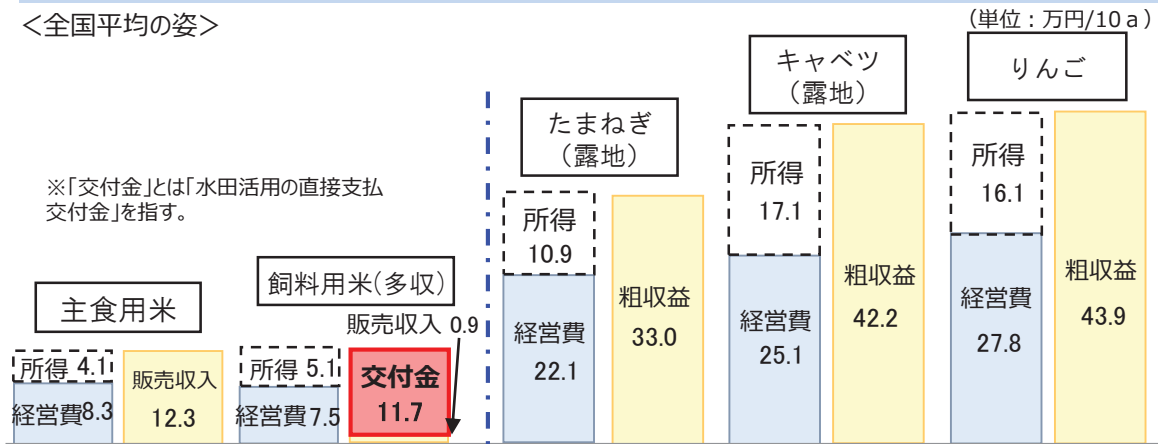 <全国平均の姿>
(単位：万円/10ａ)
※｢交付金｣とは｢水田活用の直接支払
交付金｣を指す。
主食用米
所得 4.1
経営費8.3
販売収入
12.3
飼料用米(多収)
所得 5.1
経営費7.5
販売収入 0.9
交付金
11.7
たまねぎ
（露地）
所得
10.9
経営費
22.1
粗収益
33.0
キャベツ
（露地）
所得
17.1
経営費
25.1
粗収益
42.2
りんご
所得
16.1
経営費
27.8
粗収益
43.9